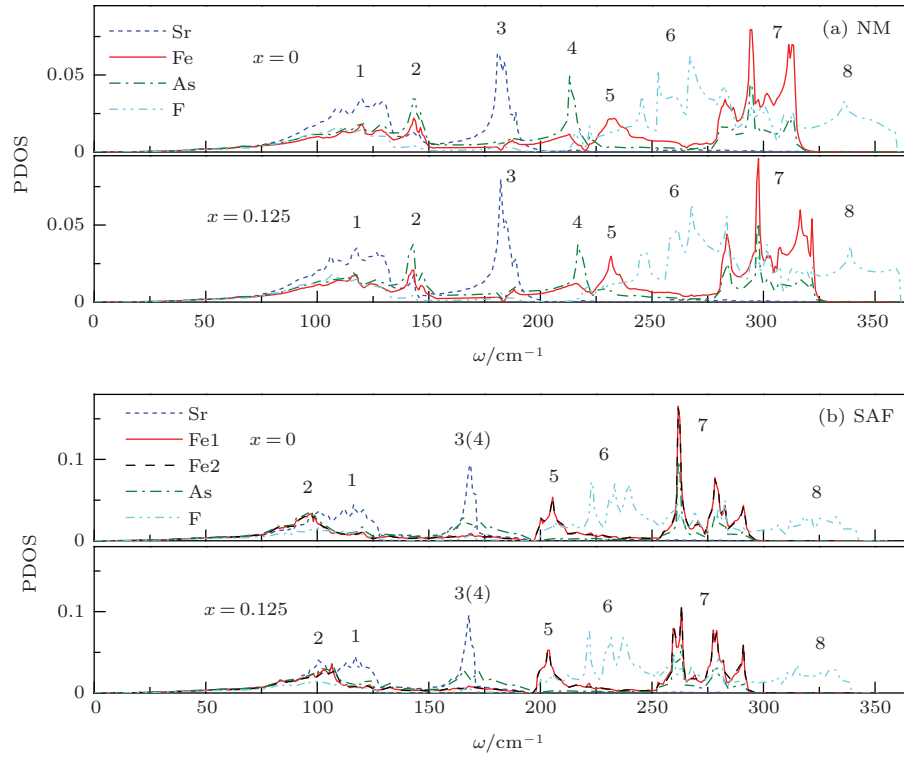 (a) NM
Sr
Fe
As
F
x=0
1 2 3 4 5 6 7 8
PDOS
0.05
0
x=0.125
1 2 3 4 5 6 7 8
0.05
0
0 50 100 150 200 250 300 350
ω/cm⁻¹
(b) SAF
Sr
Fe1
Fe2
As
F
x=0
2 1 3(4) 5 6 7 8
PDOS
0.1
0
x=0.125
2 1 3(4) 5 6 7 8
0.1
0
0 50 100 150 200 250 300 350
ω/cm⁻¹